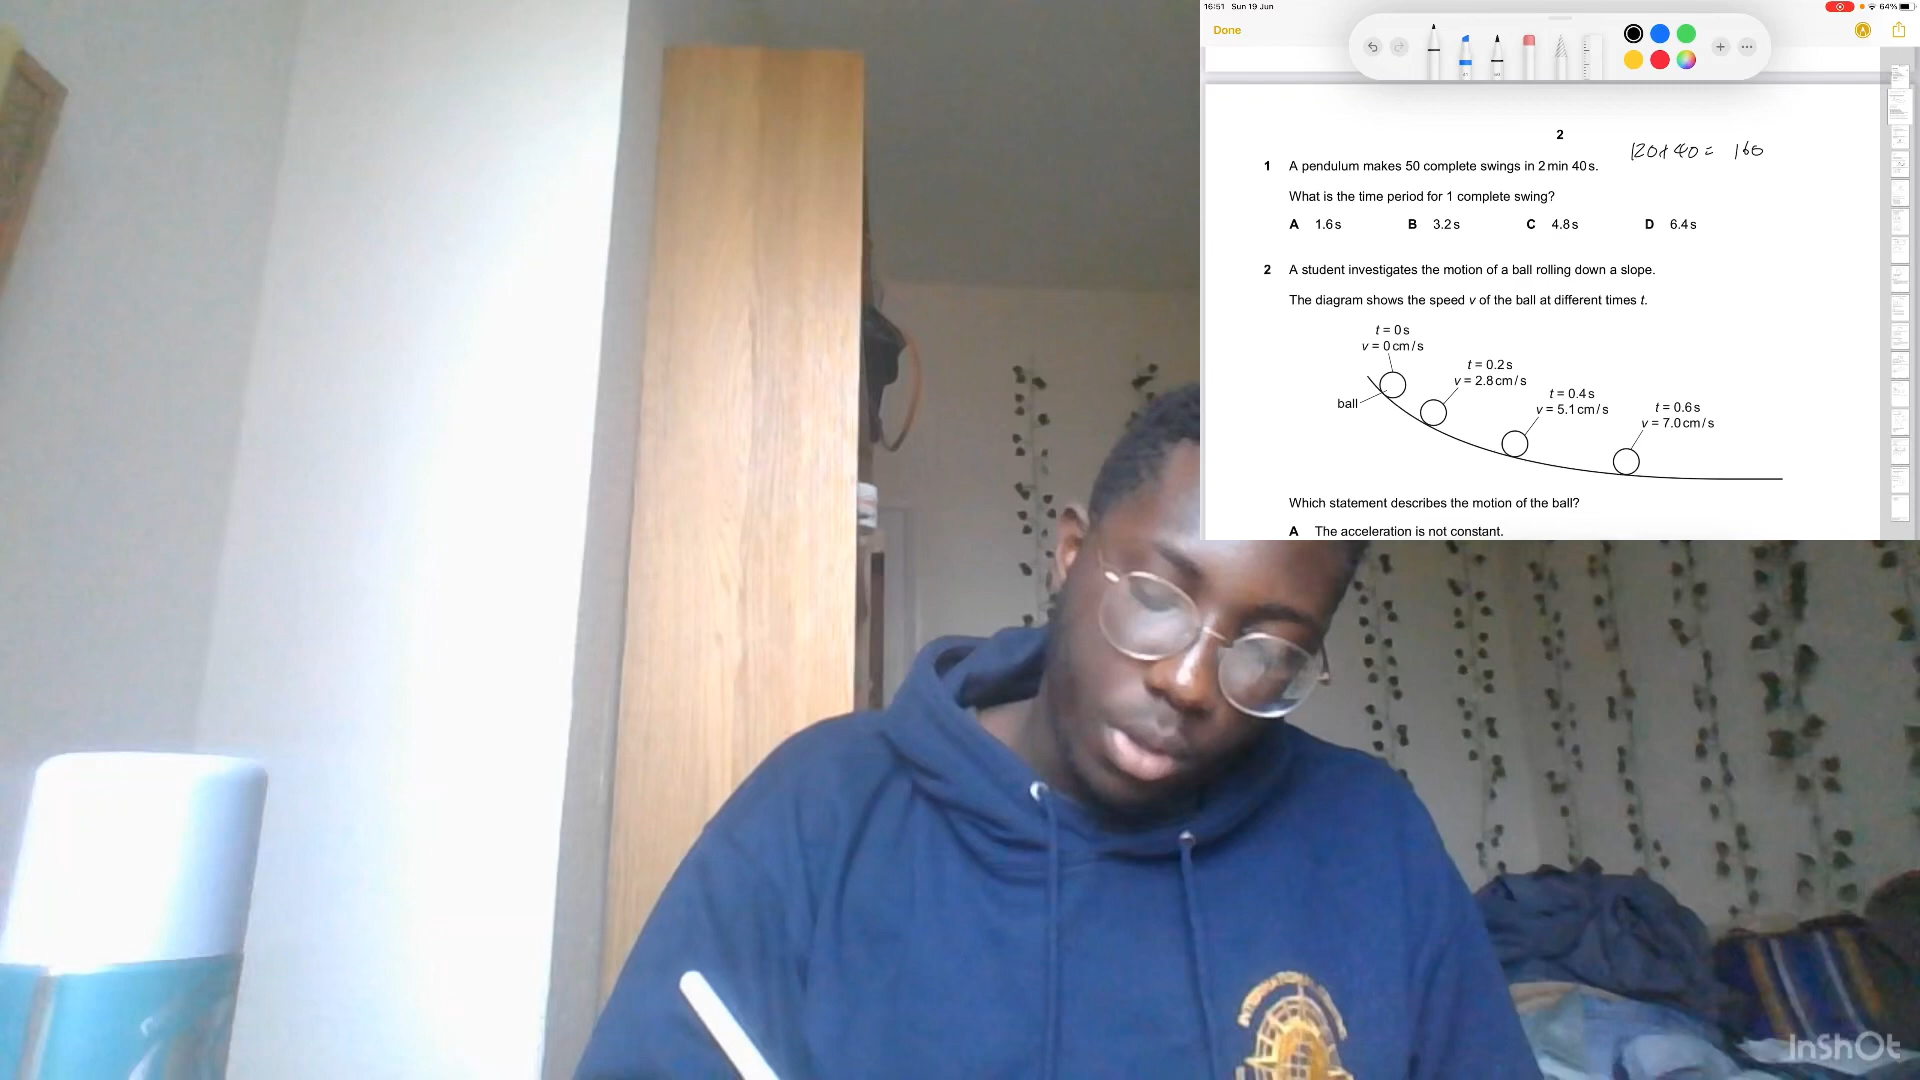 16:51 Sun 19 Jun
64%
Done
2
120+40 = 160
1 A pendulum makes 50 complete swings in 2 min 40 s.
What is the time period for 1 complete swing?
A 1.6 s B 3.2 s C 4.8 s D 6.4 s
2 A student investigates the motion of a ball rolling down a slope.
The diagram shows the speed v of the ball at different times t.
t = 0 s
v = 0 cm / s
t = 0.2 s
v = 2.8 cm / s
t = 0.4 s
v = 5.1 cm / s
t = 0.6 s
v = 7.0 cm / s
ball
Which statement describes the motion of the ball?
A The acceleration is not constant.
INTERNATIONAL
InShOt